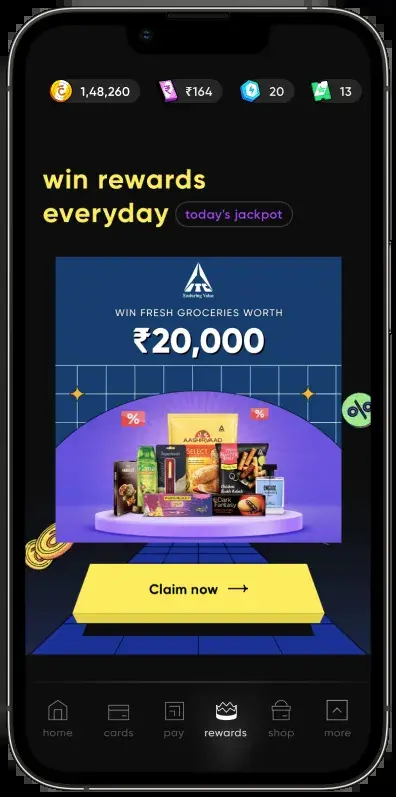 1,48,260
₹164
20
13
win rewards
everyday today's jackpot
ITC
Enduring Value
WIN FRESH GROCERIES WORTH
₹20,000
%
%
%
AASHIRVAAD
SELECT
Dark
Fantasy
Claim now →
home cards pay rewards shop more